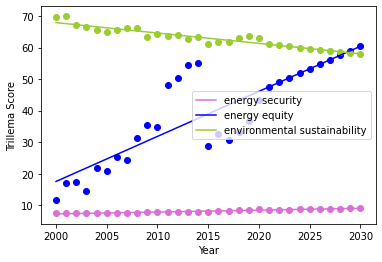 70
60
50
40
30
20
10
Trillema Score
energy security
energy equity
environmental sustainability
2000 2005 2010 2015 2020 2025 2030
Year